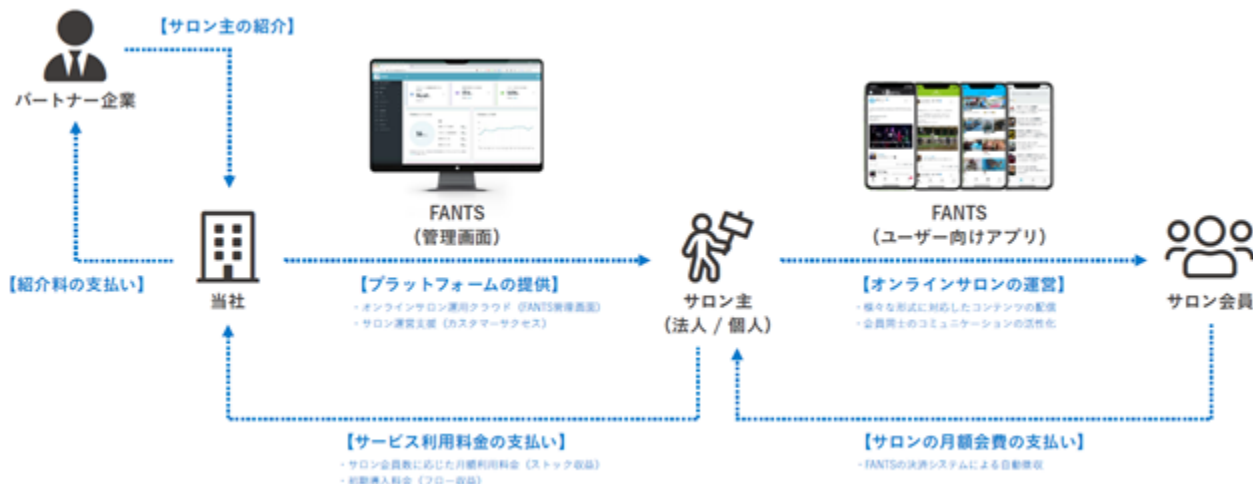 【サロン主の紹介】
パートナー企業
FANTS
（管理画面）
FANTS
（ユーザー向けアプリ）
【紹介料の支払い】
当社
【プラットフォームの提供】
・オンラインサロン運用クラウド（FANTS管理画面）
・サロン運営支援（カスタマーサクセス）
サロン主
（法人 / 個人）
【オンラインサロンの運営】
・様々な形式に対応したコンテンツの配信
・会員同士のコミュニケーションの活性化
サロン会員
【サービス利用料金の支払い】
・サロン会員数に応じた月額利用料金（ストック収益）
・初期導入料金（フロー収益）
【サロンの月額会費の支払い】
・FANTSの決済システムによる自動徴収